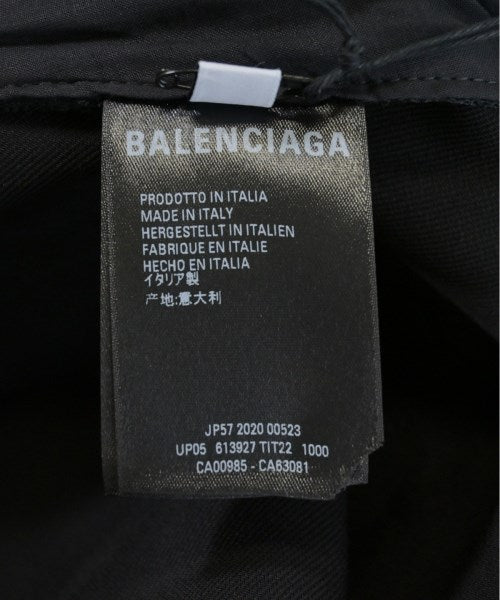 BALENCIAGA
PRODOTTO IN ITALIA
MADE IN ITALY
HERGESTELLT IN ITALIEN
FABRIQUE EN ITALIE
HECHO EN ITALIA
イタリア製
产地:意大利
JP57 2020 00523
UP05 613927 TIT22 1000
CA00985 - CA63081